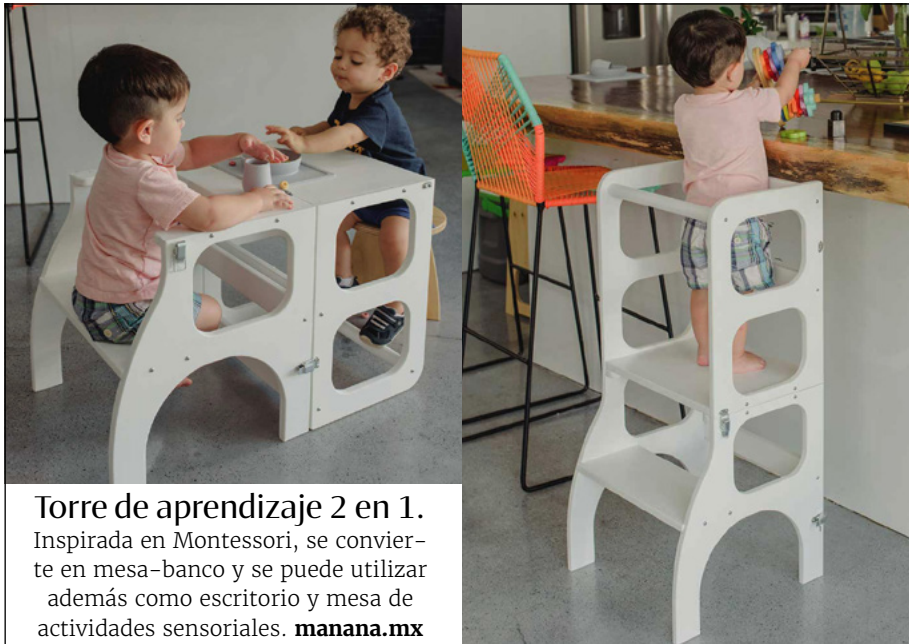 Torre de aprendizaje 2 en 1.
Inspirada en Montessori, se convier-
te en mesa-banco y se puede utilizar
además como escritorio y mesa de
actividades sensoriales. manana.mx